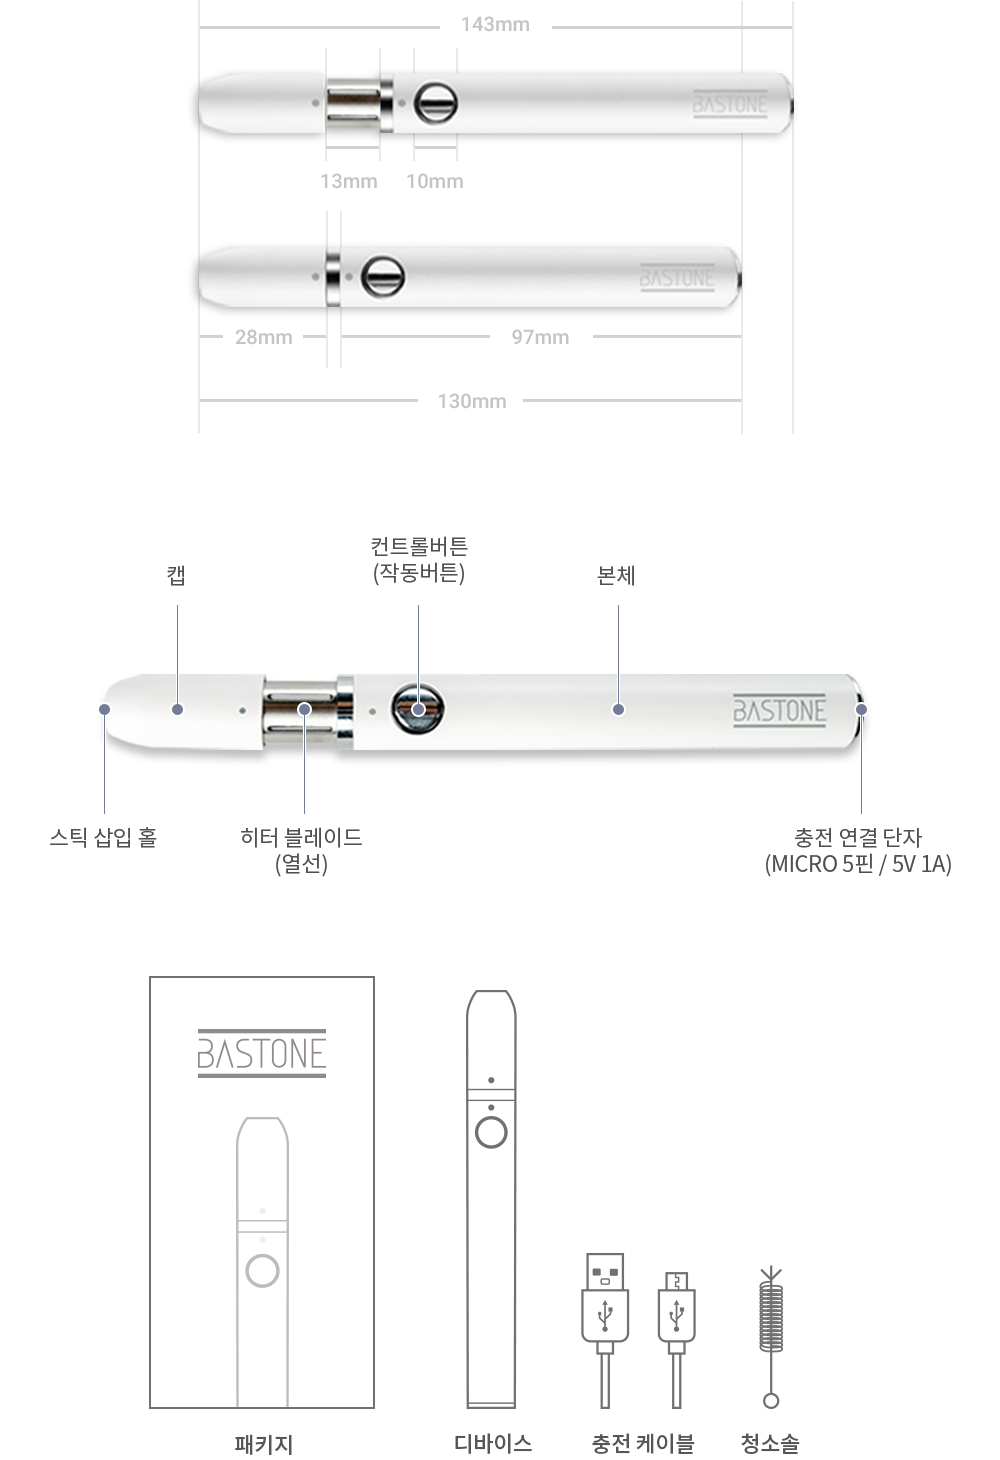 143mm
BASTONE
13mm
10mm
BASTONE
28mm
97mm
130mm
컨트롤버튼
(작동버튼)
캡
본체
BASTONE
스틱 삽입 홀
히터 블레이드
(열선)
충전 연결 단자
(MICRO 5핀 / 5V 1A)
BASTONE
패키지
디바이스
충전 케이블
청소솔